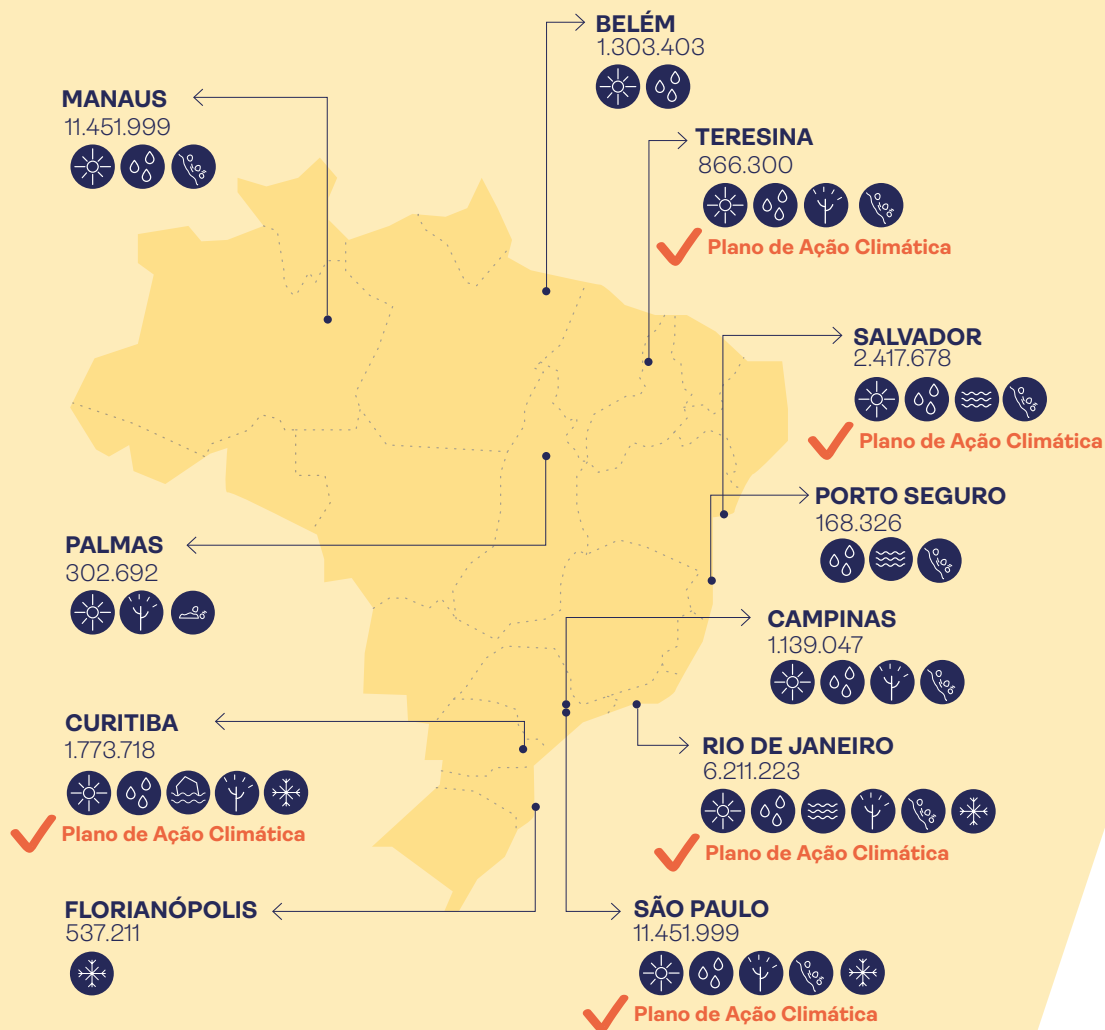 BELÉM
1.303.403
MANAUS
11.451.999
TERESINA
866.300
Plano de Ação Climática
SALVADOR
2.417.678
Plano de Ação Climática
PORTO SEGURO
168.326
PALMAS
302.692
CAMPINAS
1.139.047
CURITIBA
1.773.718
Plano de Ação Climática
RIO DE JANEIRO
6.211.223
Plano de Ação Climática
FLORIANÓPOLIS
537.211
SÃO PAULO
11.451.999
Plano de Ação Climática